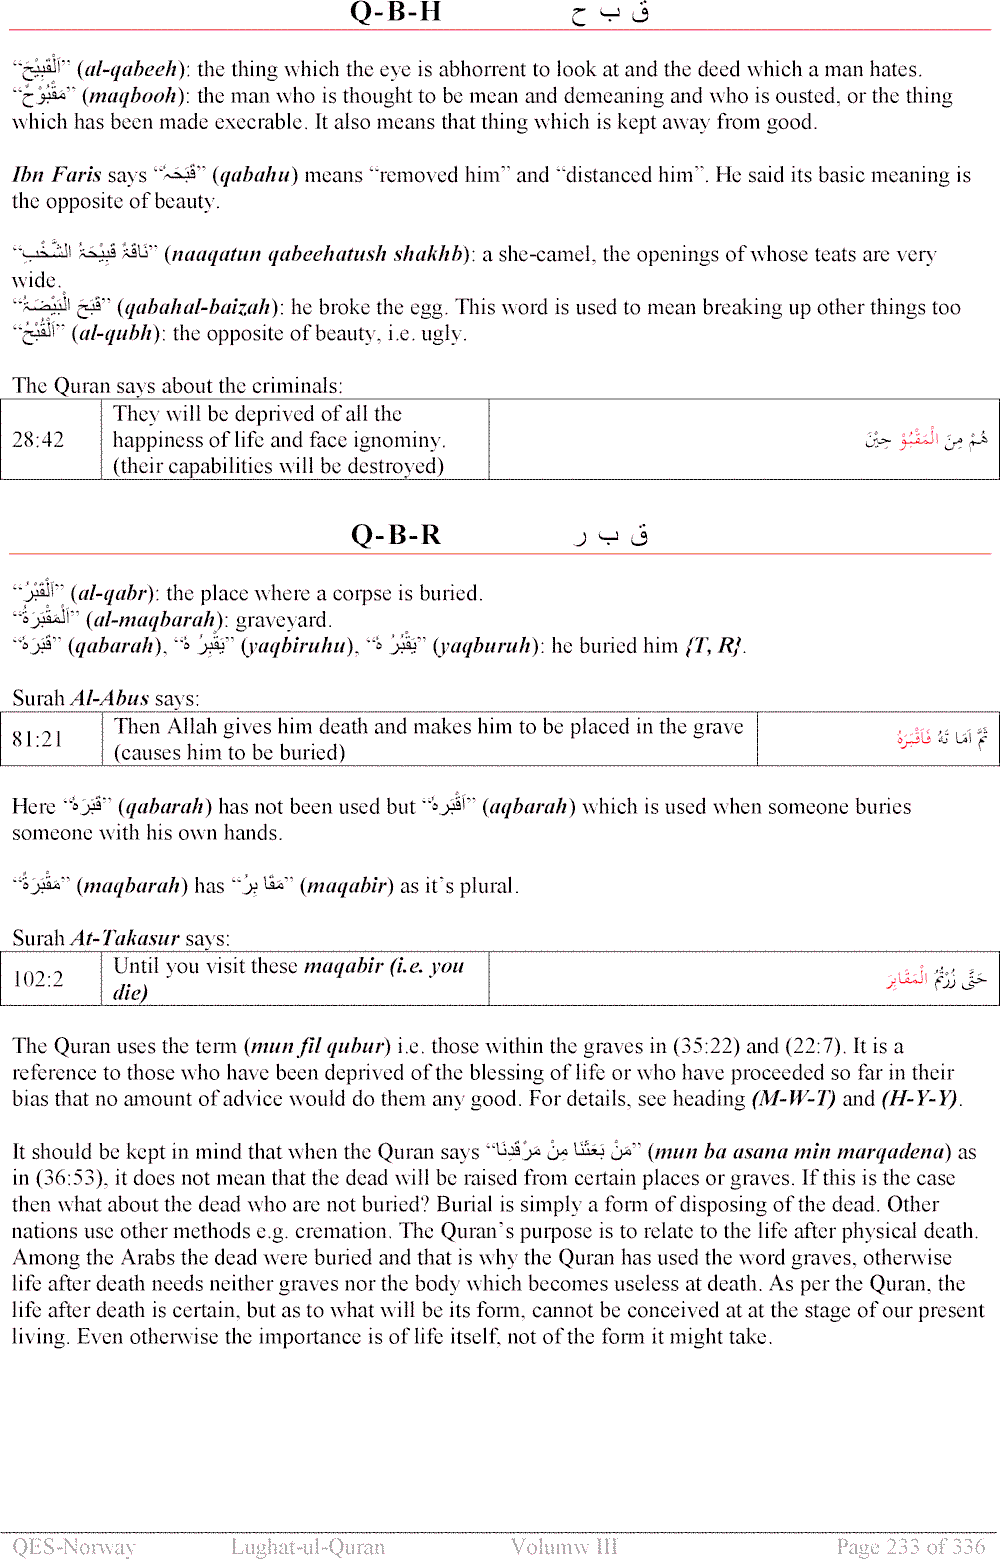 Q-B-H ق ب ح
“اَلْقَبِيْحُ” (al-qabeeh): the thing which the eye is abhorrent to look at and the deed which a man hates.
“مَقْبُوْحٌ” (maqbooh): the man who is thought to be mean and demeaning and who is ousted, or the thing
which has been made execrable. It also means that thing which is kept away from good.
Ibn Faris says “قَبَحَہٗ” (qabahu) means “removed him” and “distanced him”. He said its basic meaning is
the opposite of beauty.
“نَاقَۃٌ قَبِيْحَۃُ الشَّخْبِ” (naaqatun qabeehatush shakhb): a she-camel, the openings of whose teats are very
wide.
“قَبَحَ الْبَيْضَۃَ” (qabahal-baizah): he broke the egg. This word is used to mean breaking up other things too
“اَلْقُبْحُ” (al-qubh): the opposite of beauty, i.e. ugly.
The Quran says about the criminals:
28:42 They will be deprived of all the
happiness of life and face ignominy. هُمْ مِنَ الْمَقْبُوْ حِيْنَ
(their capabilities will be destroyed)
Q-B-R ق ب ر
“اَلْقَبْرُ” (al-qabr): the place where a corpse is buried.
“اَلْمَقْبَرَةُ” (al-maqbarah): graveyard.
“قَبَرَہٗ” (qabarah), “يَقْبِرُ هٗ” (yaqbiruhu), “يَقْبُرُ هٗ” (yaqburuh): he buried him {T, R}.
Surah Al-Abus says:
81:21 Then Allah gives him death and makes him to be placed in the grave
(causes him to be buried) ثُمَّ اَمَا تَهُ فَاَقْبَرَهُ
Here “قَبَرَہٗ” (qabarah) has not been used but “اَقْبَرہٗ” (aqbarah) which is used when someone buries
someone with his own hands.
“مَقْبَرَةٌ” (maqbarah) has “مَقَا بِرُ” (maqabir) as it’s plural.
Surah At-Takasur says:
102:2 Until you visit these maqabir (i.e. you
die) حَتَّى زُرْتُمُ الْمَقَابِرَ
The Quran uses the term (mun fil qubur) i.e. those within the graves in (35:22) and (22:7). It is a
reference to those who have been deprived of the blessing of life or who have proceeded so far in their
bias that no amount of advice would do them any good. For details, see heading (M-W-T) and (H-Y-Y).
It should be kept in mind that when the Quran says “مَنْ بَعَثَنَا مِنْ مَرْقَدِنَا” (mun ba asana min marqadena) as
in (36:53), it does not mean that the dead will be raised from certain places or graves. If this is the case
then what about the dead who are not buried? Burial is simply a form of disposing of the dead. Other
nations use other methods e.g. cremation. The Quran’s purpose is to relate to the life after physical death.
Among the Arabs the dead were buried and that is why the Quran has used the word graves, otherwise
life after death needs neither graves nor the body which becomes useless at death. As per the Quran, the
life after death is certain, but as to what will be its form, cannot be conceived at at the stage of our present
living. Even otherwise the importance is of life itself, not of the form it might take.
QES-Norway Lughat-ul-Quran Volumw III Page 233 of 336